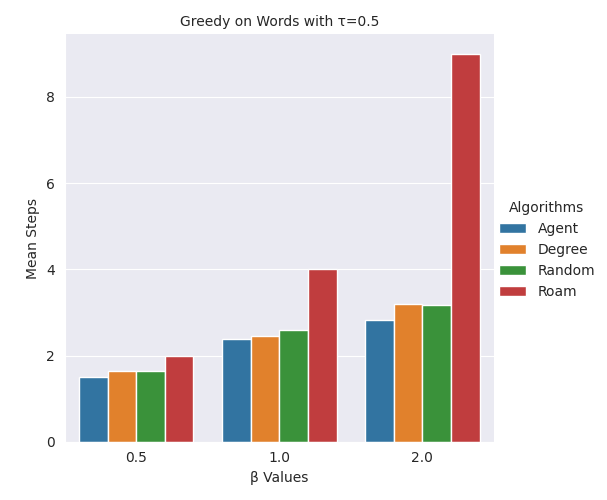 Greedy on Words with τ=0.5
Mean Steps
8
6
4
2
0
0.5 1.0 2.0
β Values
Algorithms
Agent
Degree
Random
Roam